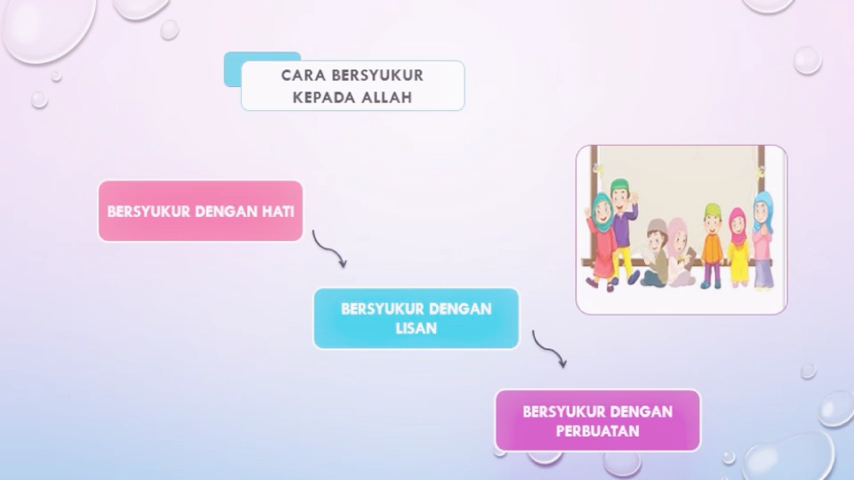 CARA BERSYUKUR
KEPADA ALLAH
BERSYUKUR DENGAN HATI
BERSYUKUR DENGAN
LISAN
BERSYUKUR DENGAN
PERBUATAN